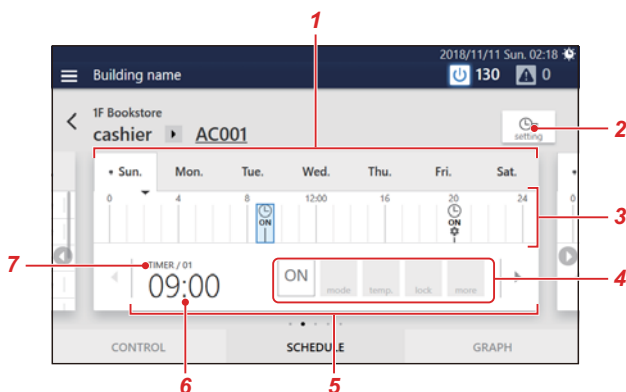 1
2018/11/11 Sun. 02:18
Building name
130
0
1F Bookstore
cashier
AC001
setting
2
• Sun. Mon. Tue. Wed. Thu. Fri. Sat.
0 4 8 12:00 16 20 24 0
ON ON
3
7
TIMER / 01
09:00
ON mode temp. lock more
4
CONTROL SCHEDULE GRAPH
6 5